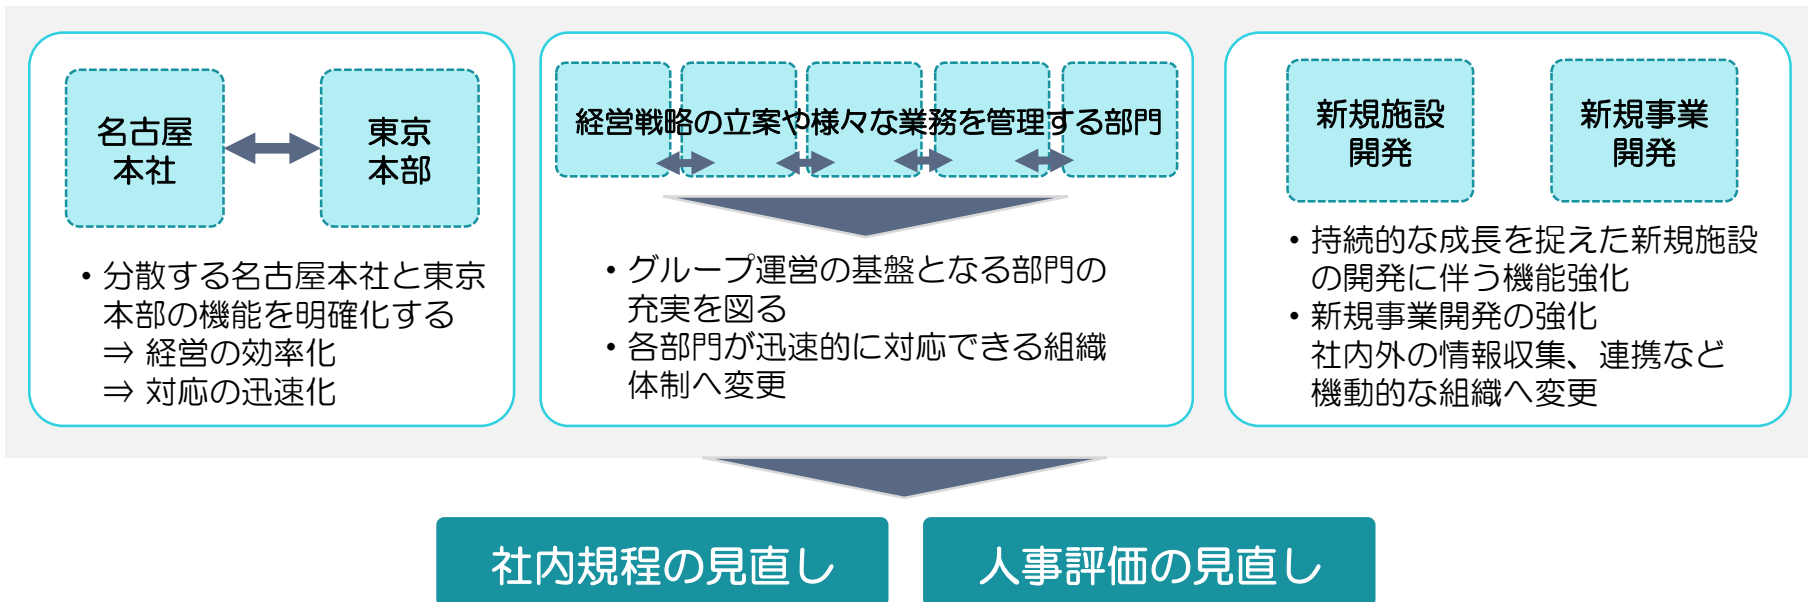 名古屋
本社
東京
本部
・分散する名古屋本社と東京
本部の機能を明確化する
⇒ 経営の効率化
⇒ 対応の迅速化
経営戦略の立案や様々な業務を管理する部門
・グループ運営の基盤となる部門の
充実を図る
・各部門が迅速的に対応できる組織
体制へ変更
新規施設
開発
新規事業
開発
・持続的な成長を捉えた新規施設
の開発に伴う機能強化
・新規事業開発の強化
社内外の情報収集、連携など
機動的な組織へ変更
社内規程の見直し
人事評価の見直し